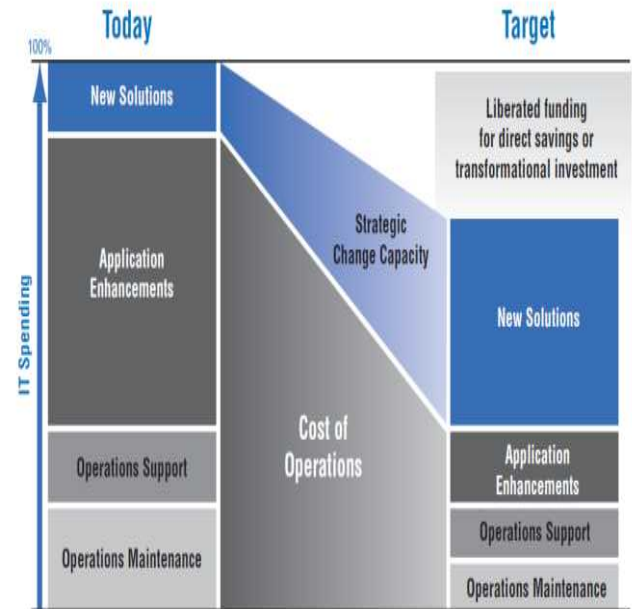 Today
Target
100%
New Solutions
Liberated funding
for direct savings or
transformational investment
Application
Enhancements
Strategic
Change Capacity
New Solutions
IT Spending
Cost of
Operations
Operations Support
Application
Enhancements
Operations Support
Operations Maintenance
Operations Maintenance